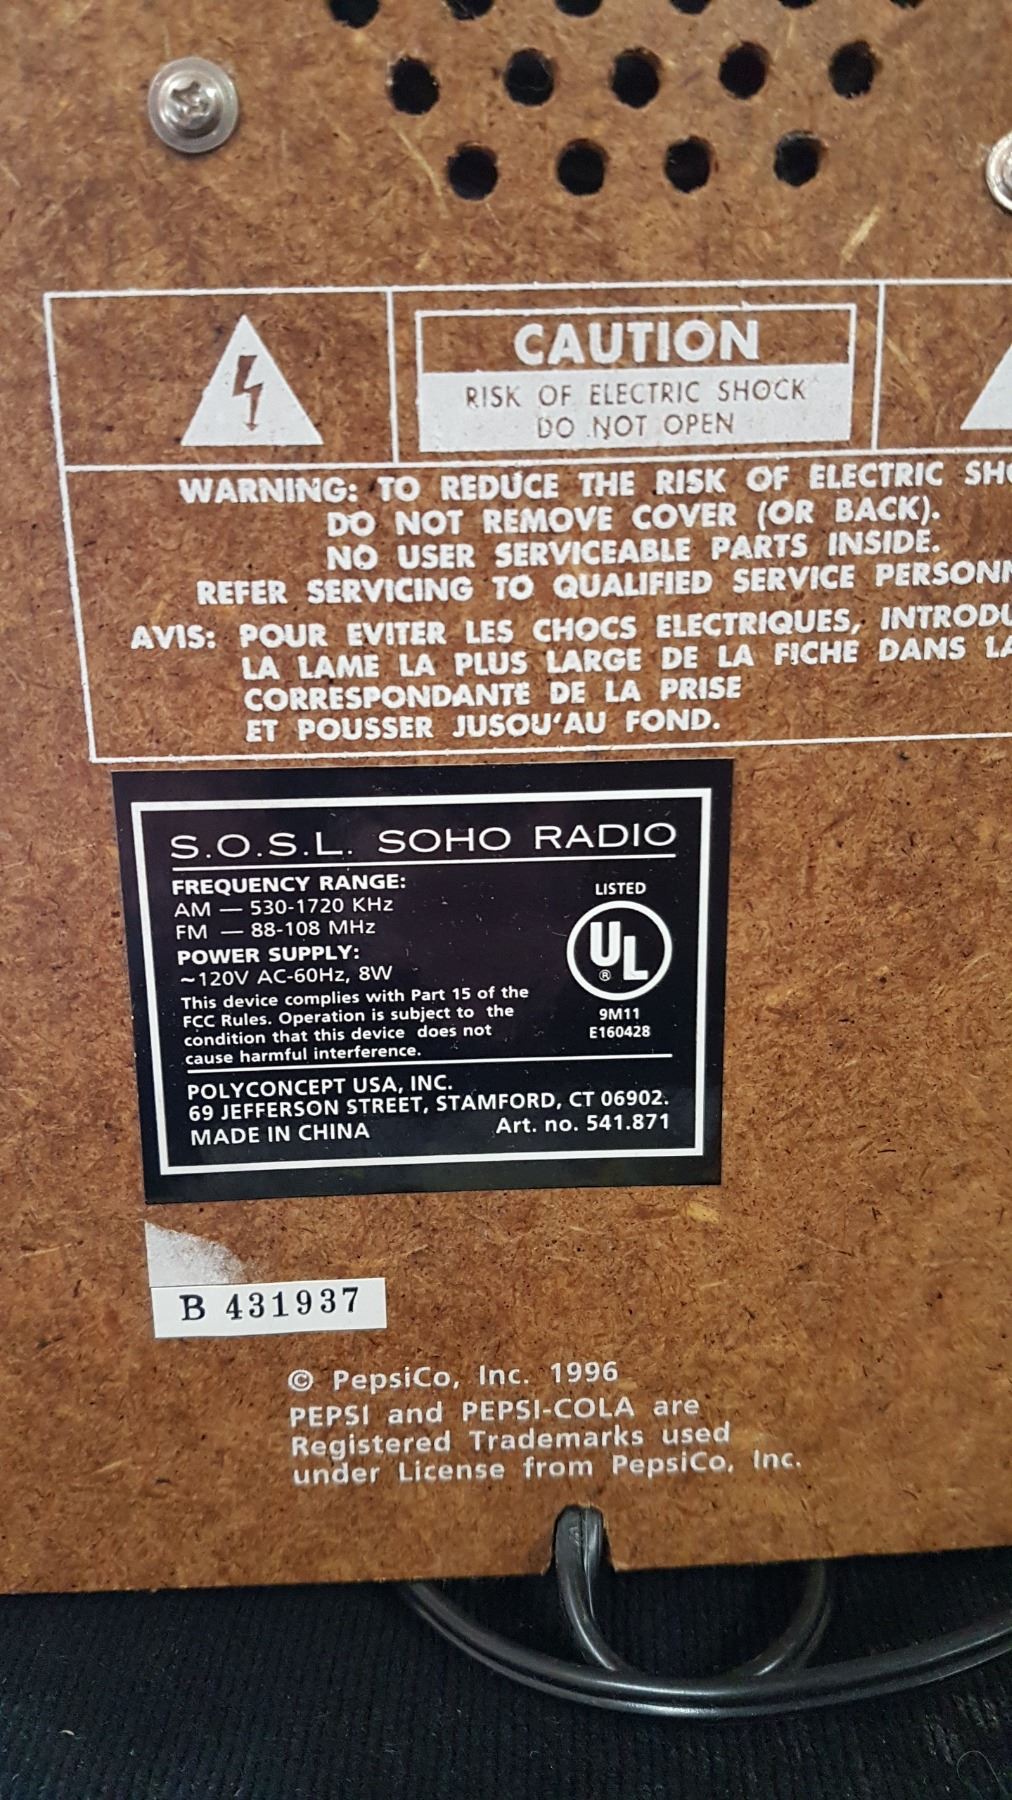 CAUTION
RISK OF ELECTRIC SHOCK
DO NOT OPEN
WARNING: TO REDUCE THE RISK OF ELECTRIC
DO NOT REMOVE COVER (OR BACK).
NO USER SERVICEABLE PARTS INSIDE.
REFER SERVICING TO QUALIFIED SERVICE
AVIS: POUR EVITER LES CHOCS ELECTRIQUES,
LA LAME LA PLUS LARGE DE LA FICHE DANS
CORRESPONDANTE DE LA PRISE
ET POUSSER JUSQU'AU FOND.
S.O.S.L. SOHO RADIO
FREQUENCY RANGE:
AM — 530-1720 KHz
FM — 88-108 MHz
POWER SUPPLY:
~120V AC-60Hz, 8W
This device complies with Part 15 of the
FCC Rules. Operation is subject to the
condition that this device does not
cause harmful interference.
LISTED
UL
®
9M11
E160428
POLYCONCEPT USA, INC.
69 JEFFERSON STREET, STAMFORD, CT 06902.
MADE IN CHINA Art. no. 541.871
B 431937
© PepsiCo, Inc. 1996
PEPSI and PEPSI-COLA are
Registered Trademarks used
under License from PepsiCo, Inc.